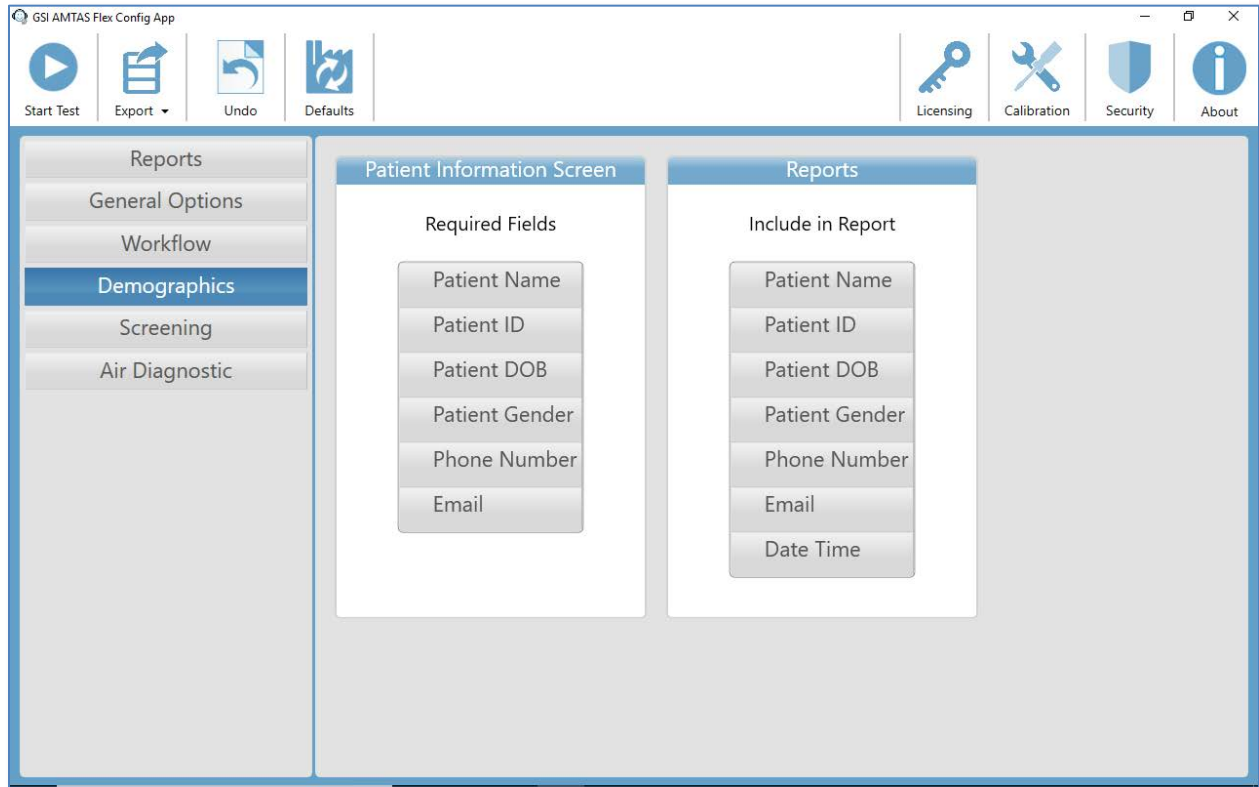 GSI AMTAS Flex Config App
Start Test
Export
Undo
Defaults
Licensing
Calibration
Security
About
Reports
General Options
Workflow
Demographics
Screening
Air Diagnostic
Patient Information Screen
Required Fields
Patient Name
Patient ID
Patient DOB
Patient Gender
Phone Number
Email
Reports
Include in Report
Patient Name
Patient ID
Patient DOB
Patient Gender
Phone Number
Email
Date Time